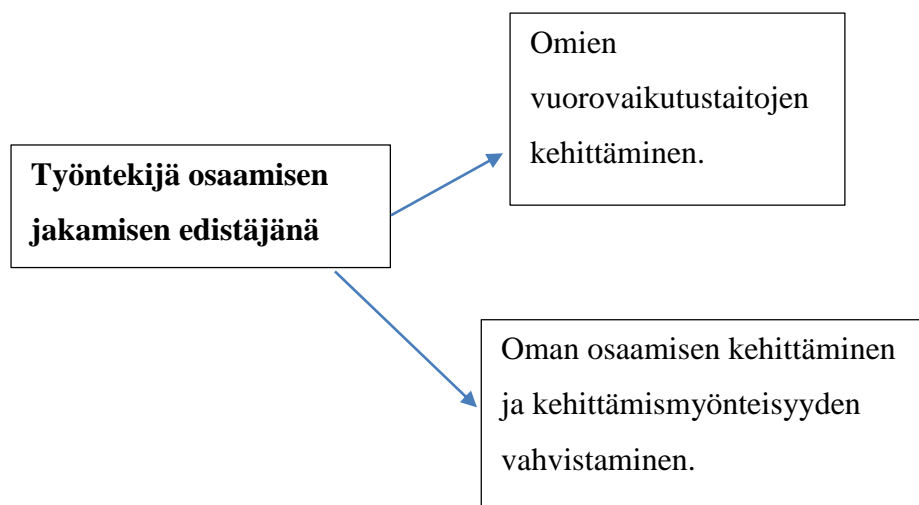 Omien
vuorovaikutustaitojen
kehittäminen.
Työntekijä osaamisen
jakamisen edistäjänä
Oman osaamisen kehittäminen
ja kehittämismyönteisyyden
vahvistaminen.